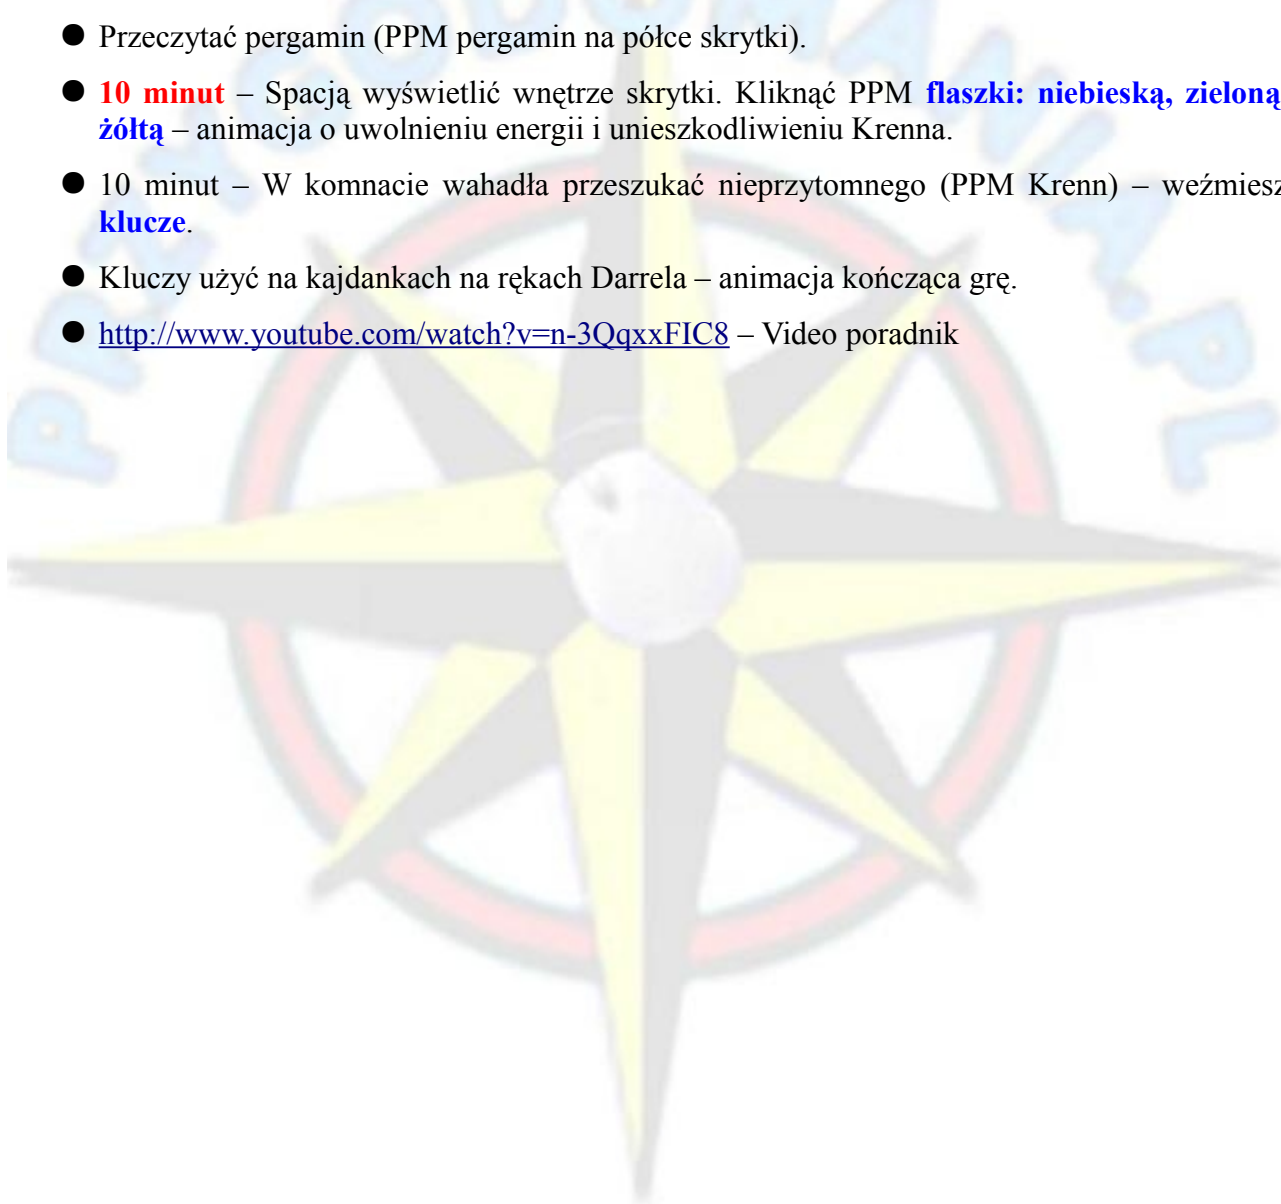 ● Przeczytać pergamin (PPM pergamin na półce skrytki).
● 10 minut – Spacją wyświetlić wnętrze skrytki. Kliknąć PPM flaszki: niebieską, zieloną
żółtą – animacja o uwolnieniu energii i unieszkodliwieniu Krenna.
● 10 minut – W komnacie wahadła przeszukać nieprzytomnego (PPM Krenn) – weźmiesz
klucze.
● Kluczy użyć na kajdankach na rękach Darrela – animacja kończąca grę.
● http://www.youtube.com/watch?v=n-3QqxxFIC8 – Video poradnik
PRZYGODOMANIA.PL